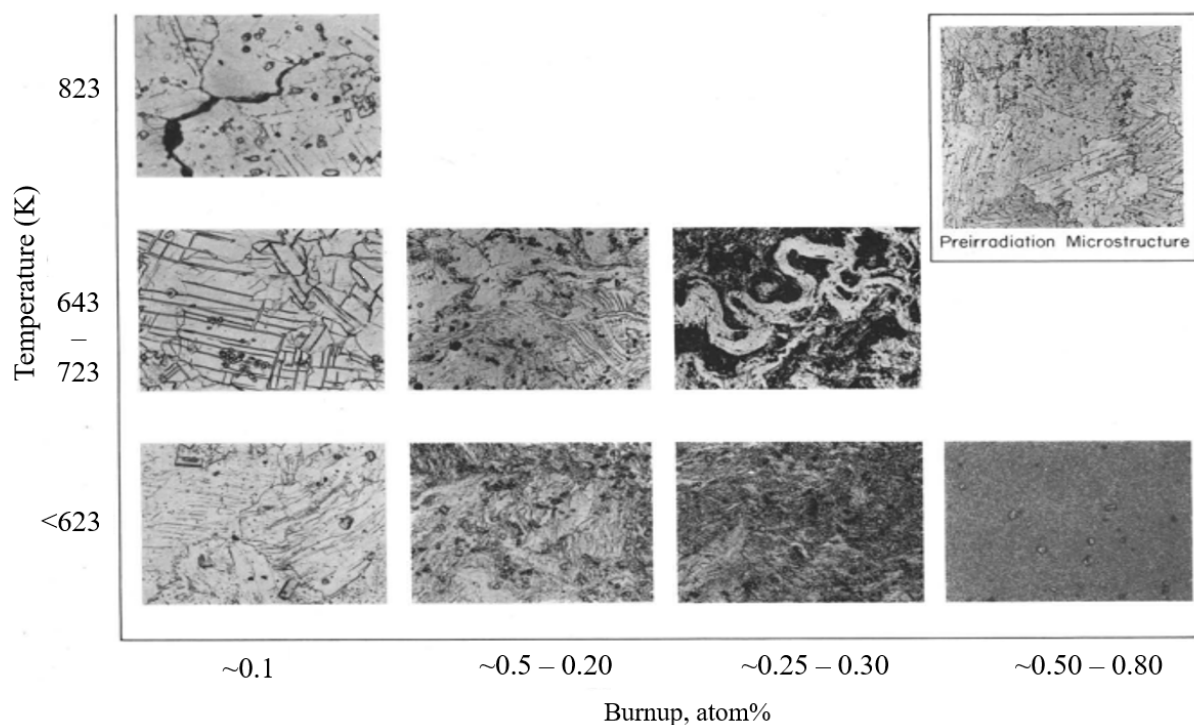 823
Preirradiation Microstructure
Temperature (K)
643
–
723
<623
~0.1
~0.5 – 0.20
~0.25 – 0.30
~0.50 – 0.80
Burnup, atom%